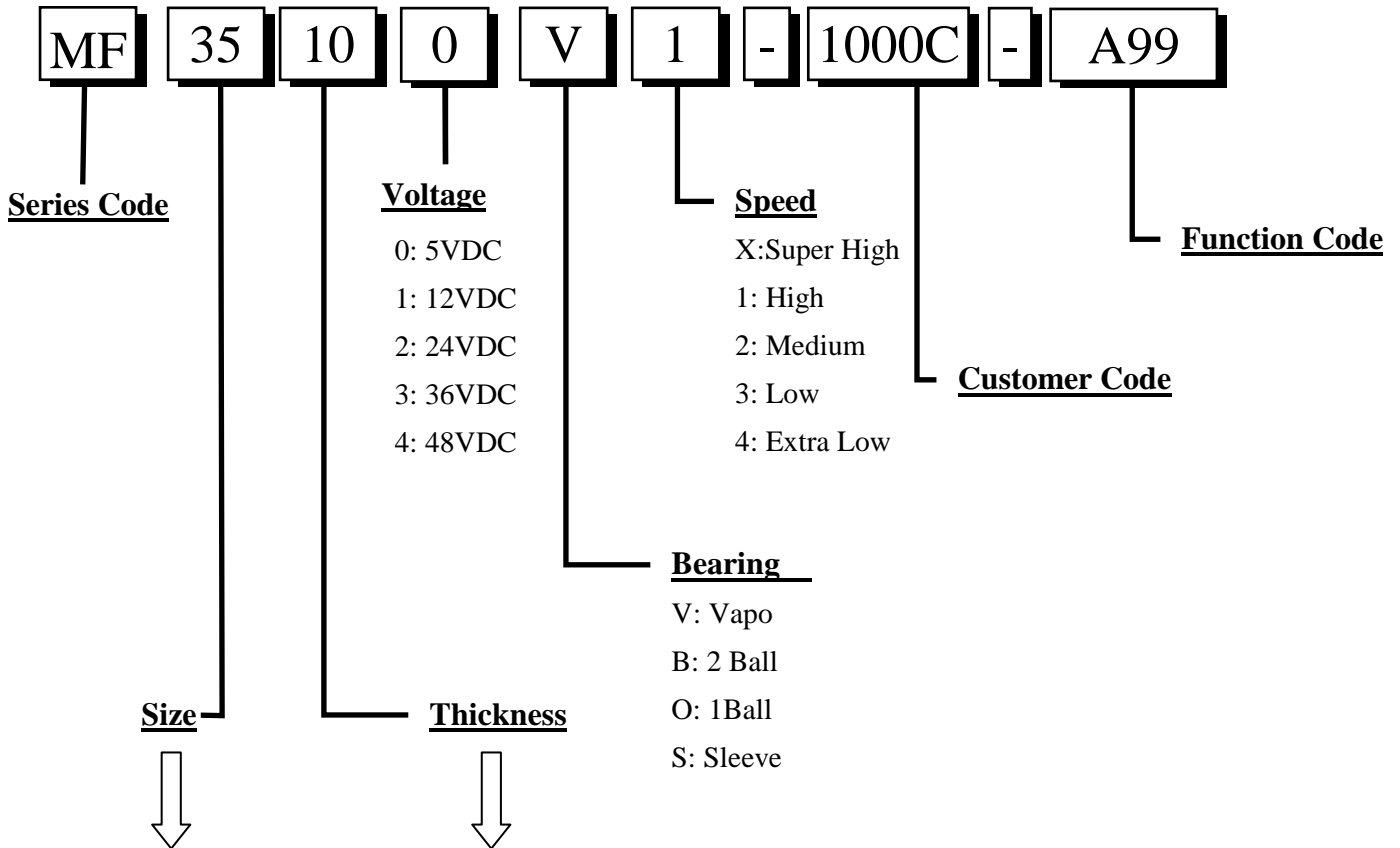 MF 35 10 0 V 1 - 1000C - A99
Series Code
Voltage
0: 5VDC
1: 12VDC
2: 24VDC
3: 36VDC
4: 48VDC
Speed
X:Super High
1: High
2: Medium
3: Low
4: Extra Low
Function Code
Customer Code
Bearing
V: Vapo
B: 2 Ball
O: 1Ball
S: Sleeve
Size
Thickness